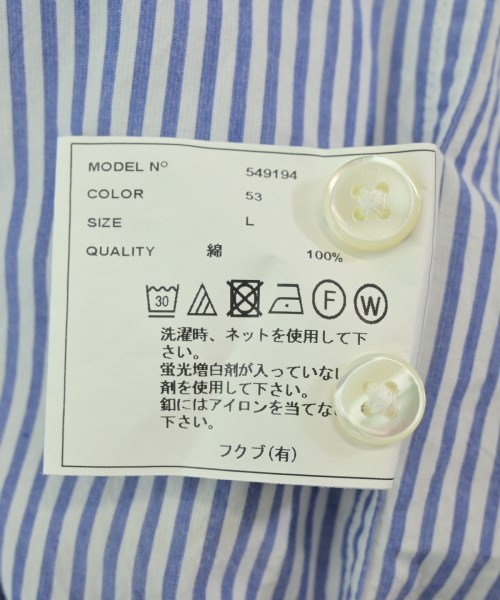 MODEL Nº 549194
COLOR 53
SIZE L
QUALITY 綿 100%
30 F W
洗濯時、ネットを使用して下
さい。
蛍光増白剤が入っていない
剤を使用して下さい。
釦にはアイロンを当てな
下さい。
フクブ(有)